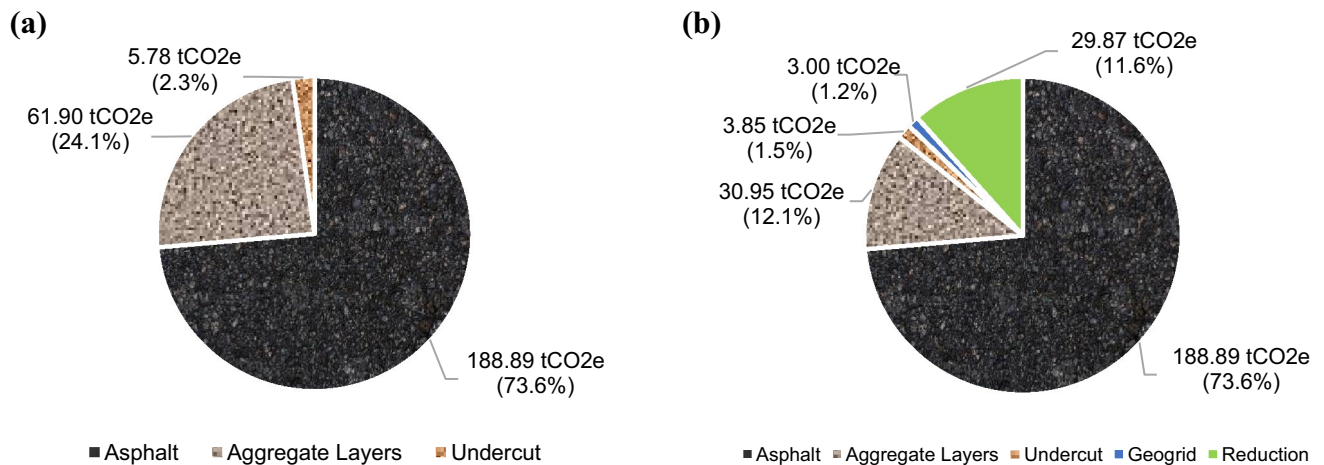 (a)
5.78 tCO2e
(2.3%)
61.90 tCO2e
(24.1%)
188.89 tCO2e
(73.6%)
Asphalt Aggregate Layers Undercut
(b)
29.87 tCO2e
(11.6%)
3.00 tCO2e
(1.2%)
3.85 tCO2e
(1.5%)
30.95 tCO2e
(12.1%)
188.89 tCO2e
(73.6%)
Asphalt Aggregate Layers Undercut Geogrid Reduction